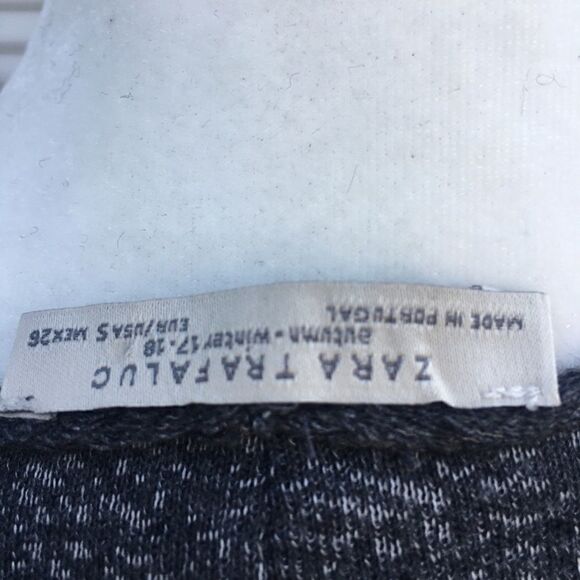 ZARA TRAFALUC
autumn - winter 17.18
MADE IN PORTUGAL
EUR/USA S MEX26